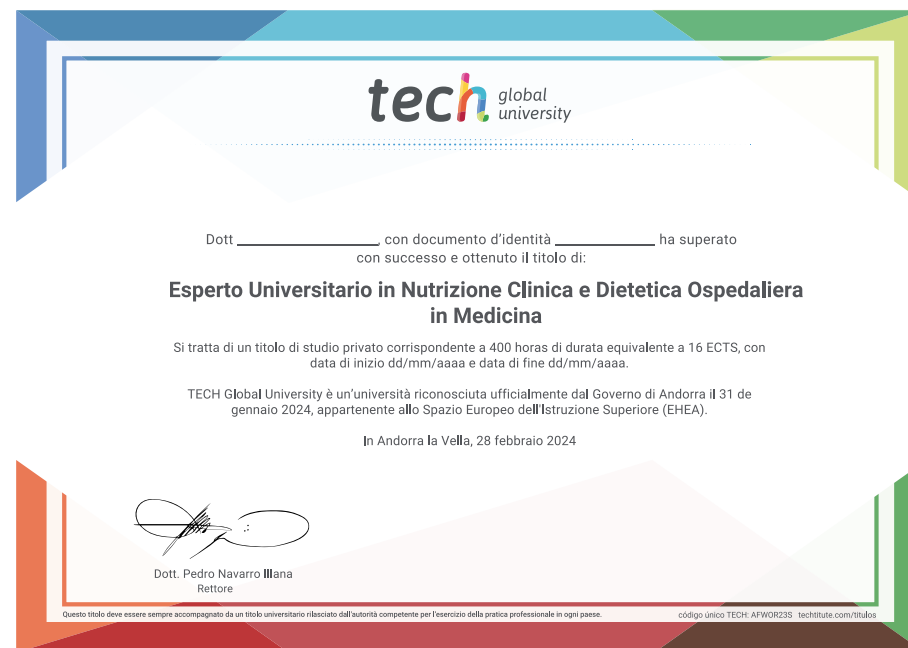 tech global university
Dott ____________, con documento d'identità ____________ ha superato
con successo e ottenuto il titolo di:
Esperto Universitario in Nutrizione Clinica e Dietetica Ospedaliera
in Medicina
Si tratta di un titolo di studio privato corrispondente a 400 horas di durata equivalente a 16 ECTS, con
data di inizio dd/mm/aaaa e data di fine dd/mm/aaaa.
TECH Global University è un'università riconosciuta ufficialmente dal Governo di Andorra il 31 de
gennaio 2024, appartenente allo Spazio Europeo dell'Istruzione Superiore (EHEA).
In Andorra la Vella, 28 febbraio 2024
Dott. Pedro Navarro Illana
Rettore
Questo titolo deve essere sempre accompagnato da un titolo universitario rilasciato dall'autorità competente per l'esercizio della pratica professionale in ogni paese.
código único TECH: AFWOR23S techtitute.com/titulos